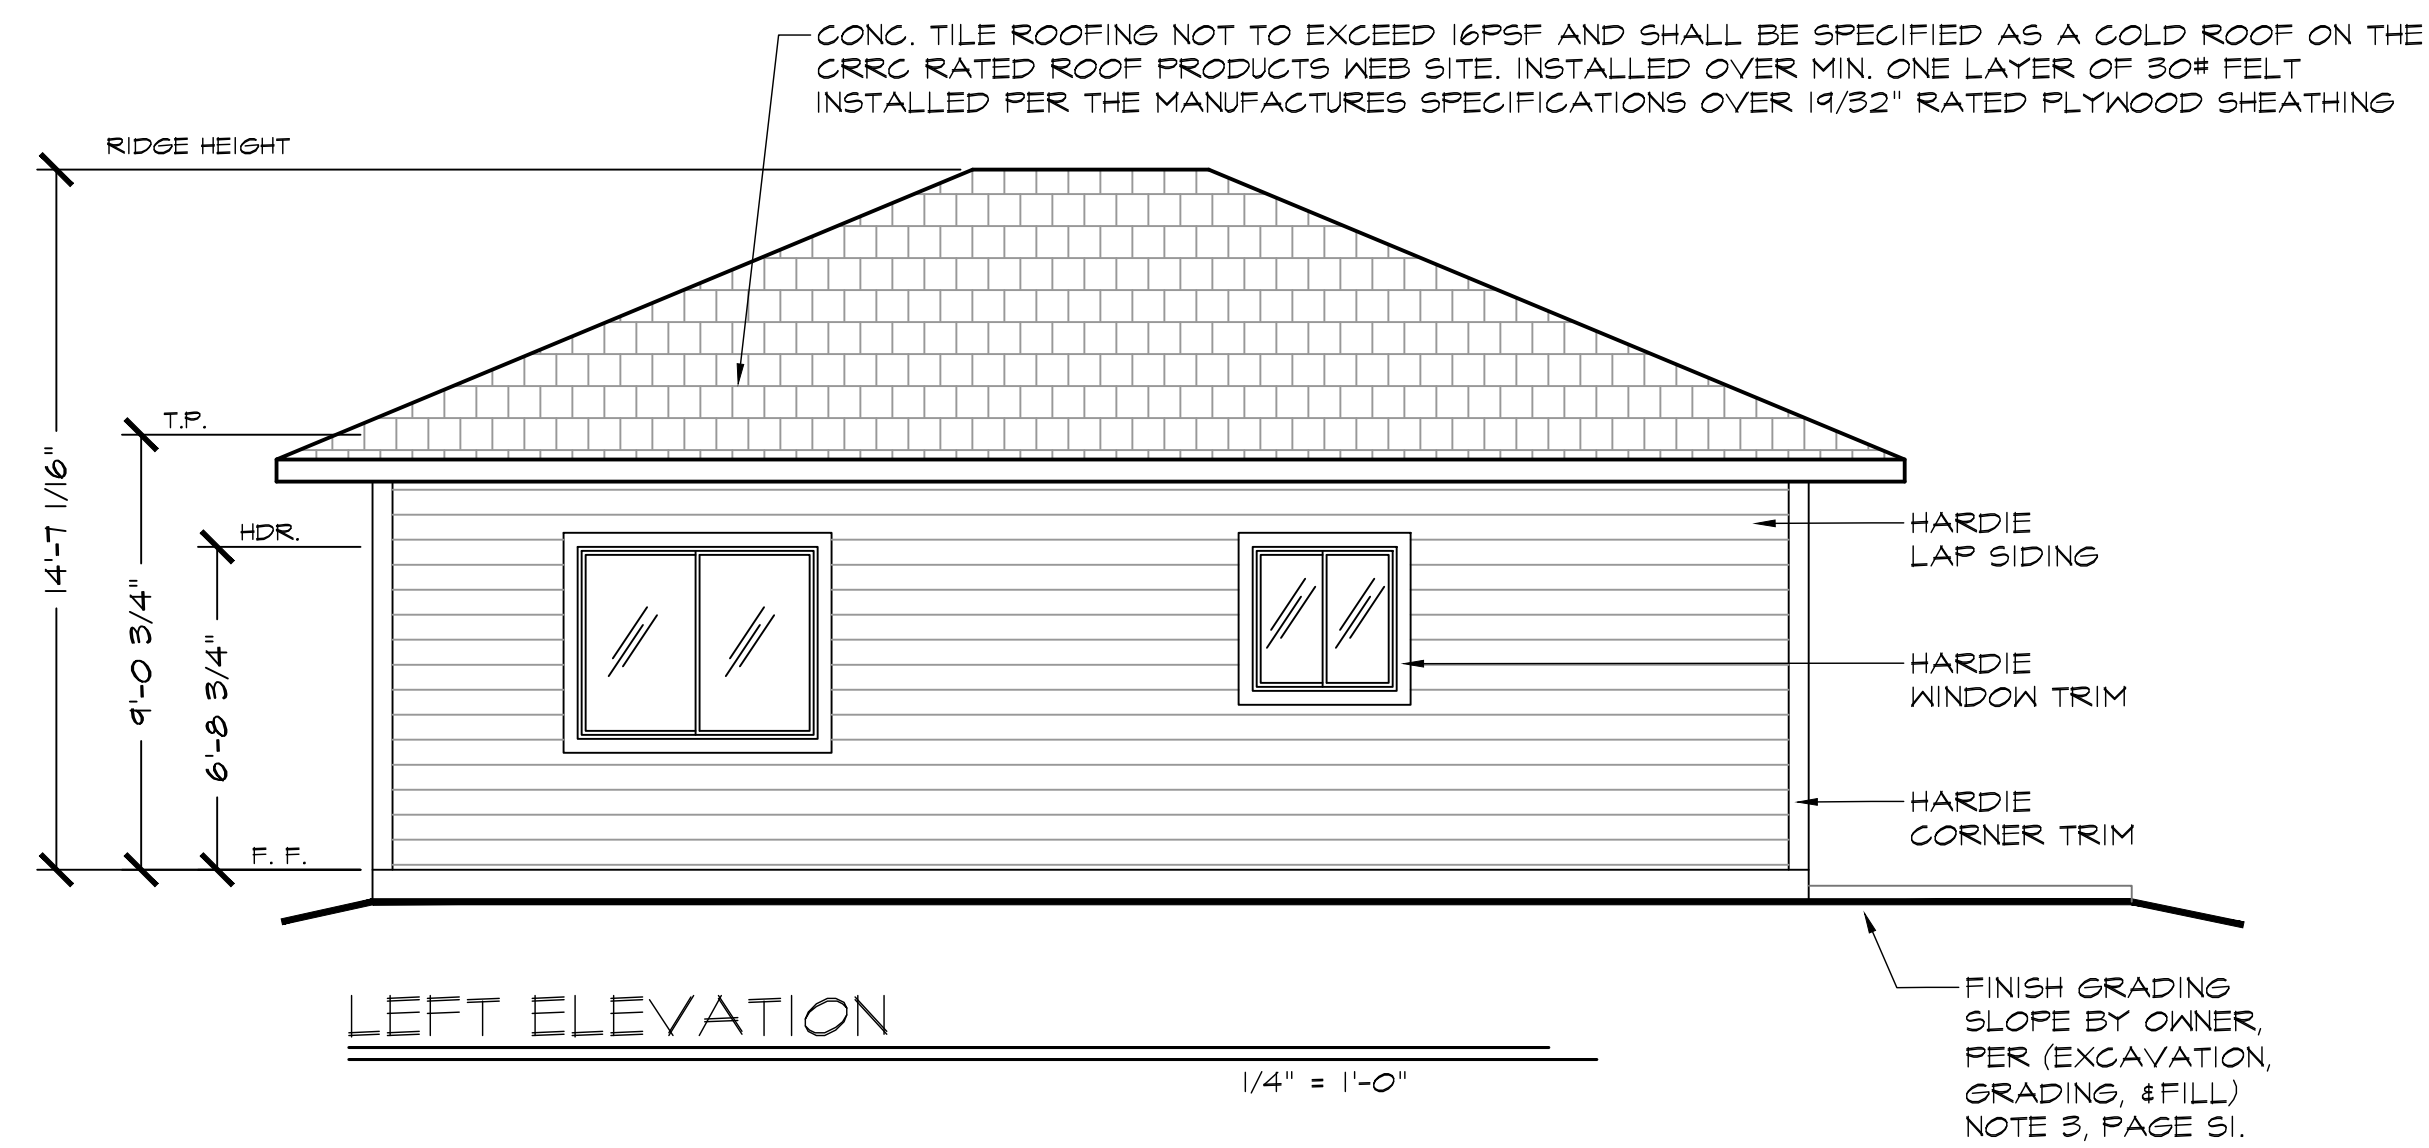 CONC. TILE ROOFING NOT TO EXCEED 16PSF AND SHALL BE SPECIFIED AS A COLD ROOF ON THE
CRRC RATED ROOF PRODUCTS WEB SITE. INSTALLED OVER MIN. ONE LAYER OF 30# FELT
INSTALLED PER THE MANUFACTURES SPECIFICATIONS OVER 19/32" RATED PLYWOOD SHEATHING
RIDGE HEIGHT
T.P.
HDR.
F. F.
14'-7 1/16"
9'-0 3/4"
6'-8 3/4"
HARDIE
LAP SIDING
HARDIE
WINDOW TRIM
HARDIE
CORNER TRIM
FINISH GRADING
SLOPE BY OWNER,
PER (EXCAVATION,
GRADING, &FILL)
NOTE 3, PAGE S1.
LEFT ELEVATION
1/4" = 1'-0"